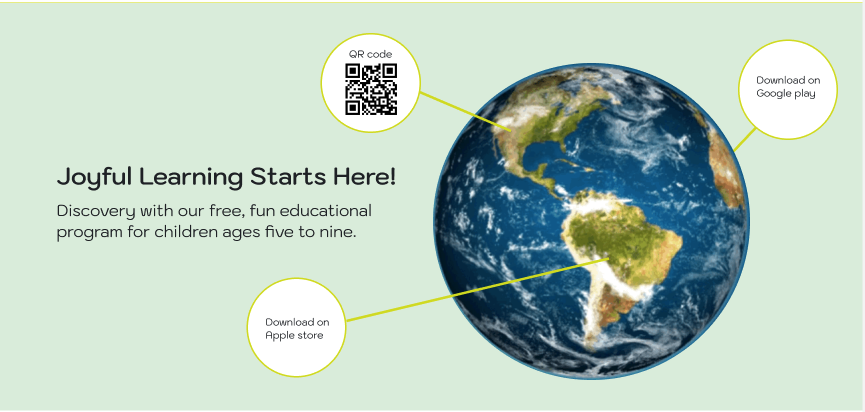 QR code
Download on
Google play
Joyful Learning Starts Here!
Discovery with our free, fun educational
program for children ages five to nine.
Download on
Apple store